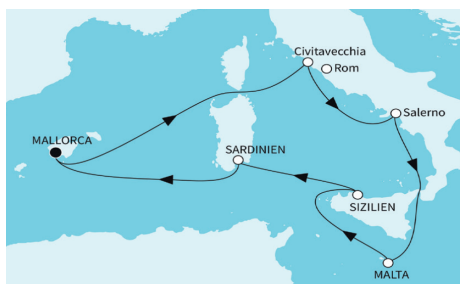 Civitavecchia
Rom
Salerno
MALLORCA
SARDINIEN
SIZILIEN
MALTA